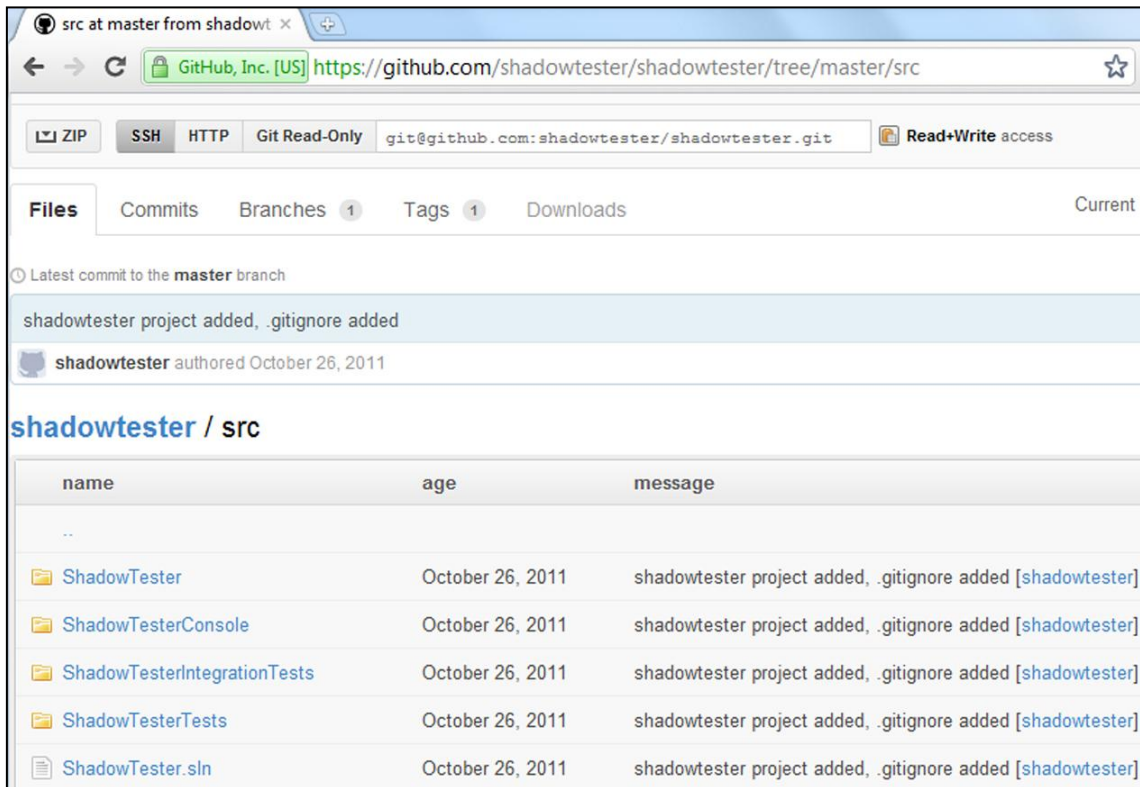 src at master from shadowt
GitHub, Inc. [US] https://github.com/shadowtester/shadowtester/tree/master/src
ZIP SSH HTTP Git Read-Only git@github.com:shadowtester/shadowtester.git Read+Write access
Files Commits Branches 1 Tags 1 Downloads Current
Latest commit to the master branch
shadowtester project added, .gitignore added
shadowtester authored October 26, 2011
shadowtester / src
name age message
..
ShadowTester October 26, 2011 shadowtester project added, .gitignore added [shadowtester]
ShadowTesterConsole October 26, 2011 shadowtester project added, .gitignore added [shadowtester]
ShadowTesterIntegrationTests October 26, 2011 shadowtester project added, .gitignore added [shadowtester]
ShadowTesterTests October 26, 2011 shadowtester project added, .gitignore added [shadowtester]
ShadowTester.sln October 26, 2011 shadowtester project added, .gitignore added [shadowtester]